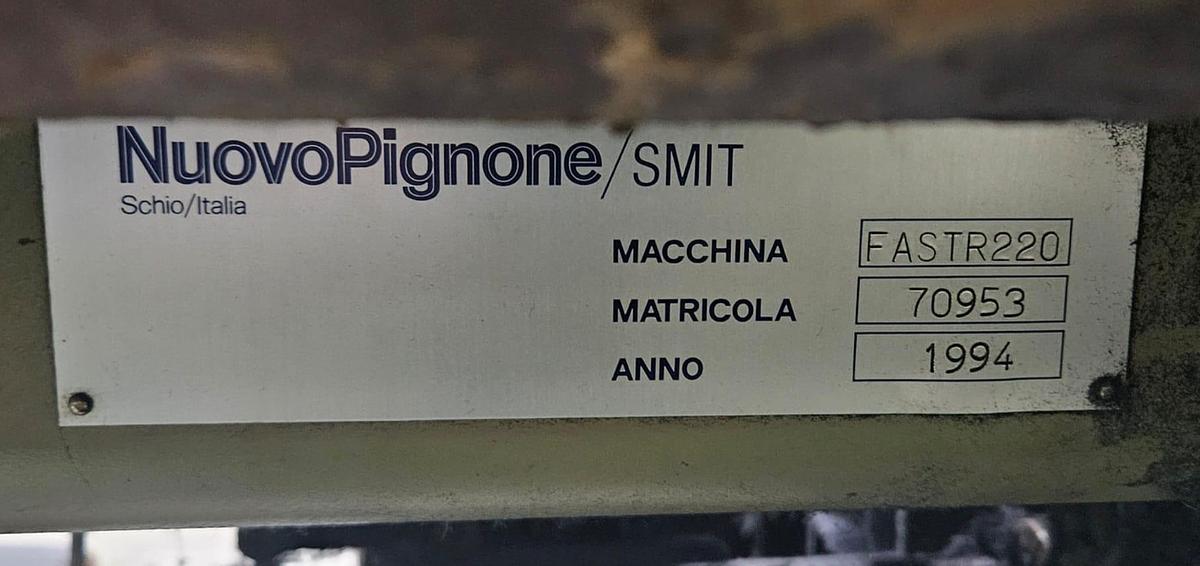 NuovoPignone/SMIT
Schio/Italia
MACCHINA FASTR220
MATRICOLA 70953
ANNO 1994